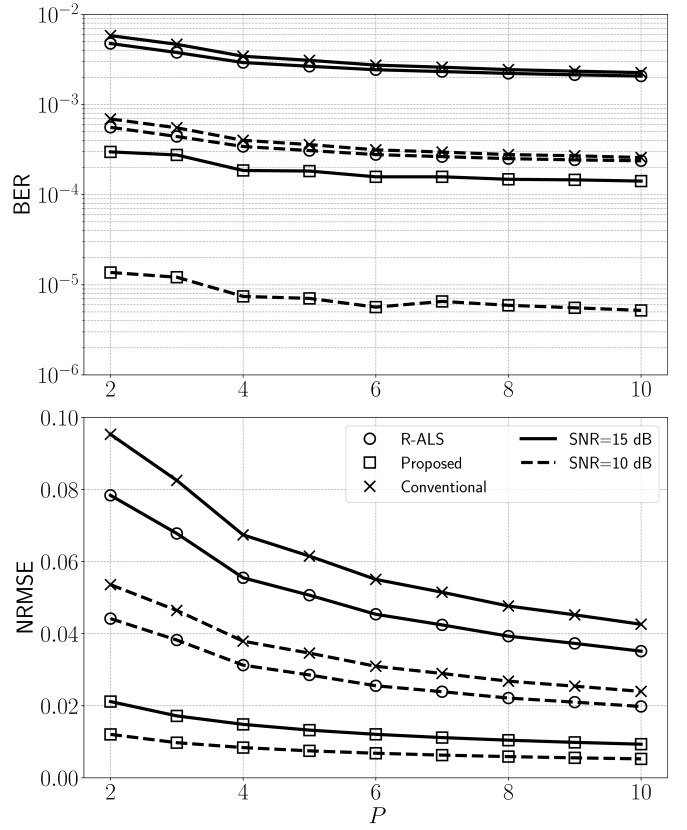 10⁻²
10⁻³
10⁻⁴
10⁻⁵
10⁻⁶
BER
2 4 6 8 10
0.10
0.08
0.06
0.04
0.02
0.00
NRMSE
R-ALS SNR=15 dB
Proposed SNR=10 dB
Conventional
2 4 6 8 10
P